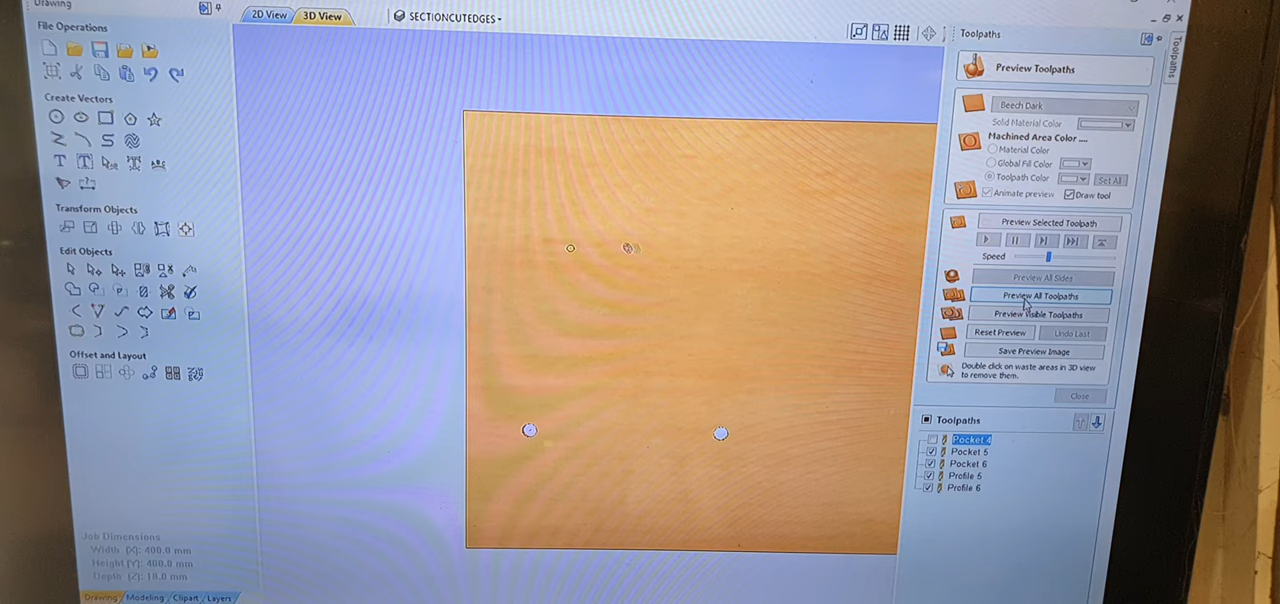 Drawing
File Operations
Create Vectors
Transform Objects
Edit Objects
Offset and Layout
Job Dimensions
Width (X): 400.0 mm
Height (Y): 400.0 mm
Depth (Z): 18.0 mm
Drawing Modeling Clipart Layers
2D View 3D View SECTIONCUTEDGES
Toolpaths
Toolpaths
Preview Toolpaths
Beech Dark
Solid Material Color
Machined Area Color ....
Material Color
Global Fill Color
Toolpath Color Set All
Animate preview Draw tool
Preview Selected Toolpath
Speed
Preview All Sides
Preview All Toolpaths
Preview Visible Toolpaths
Reset Preview Undo Last
Save Preview Image
Double click on waste areas in 3D view
to remove them.
Close
Toolpaths
Pocket 4
Pocket 5
Pocket 6
Profile 5
Profile 6